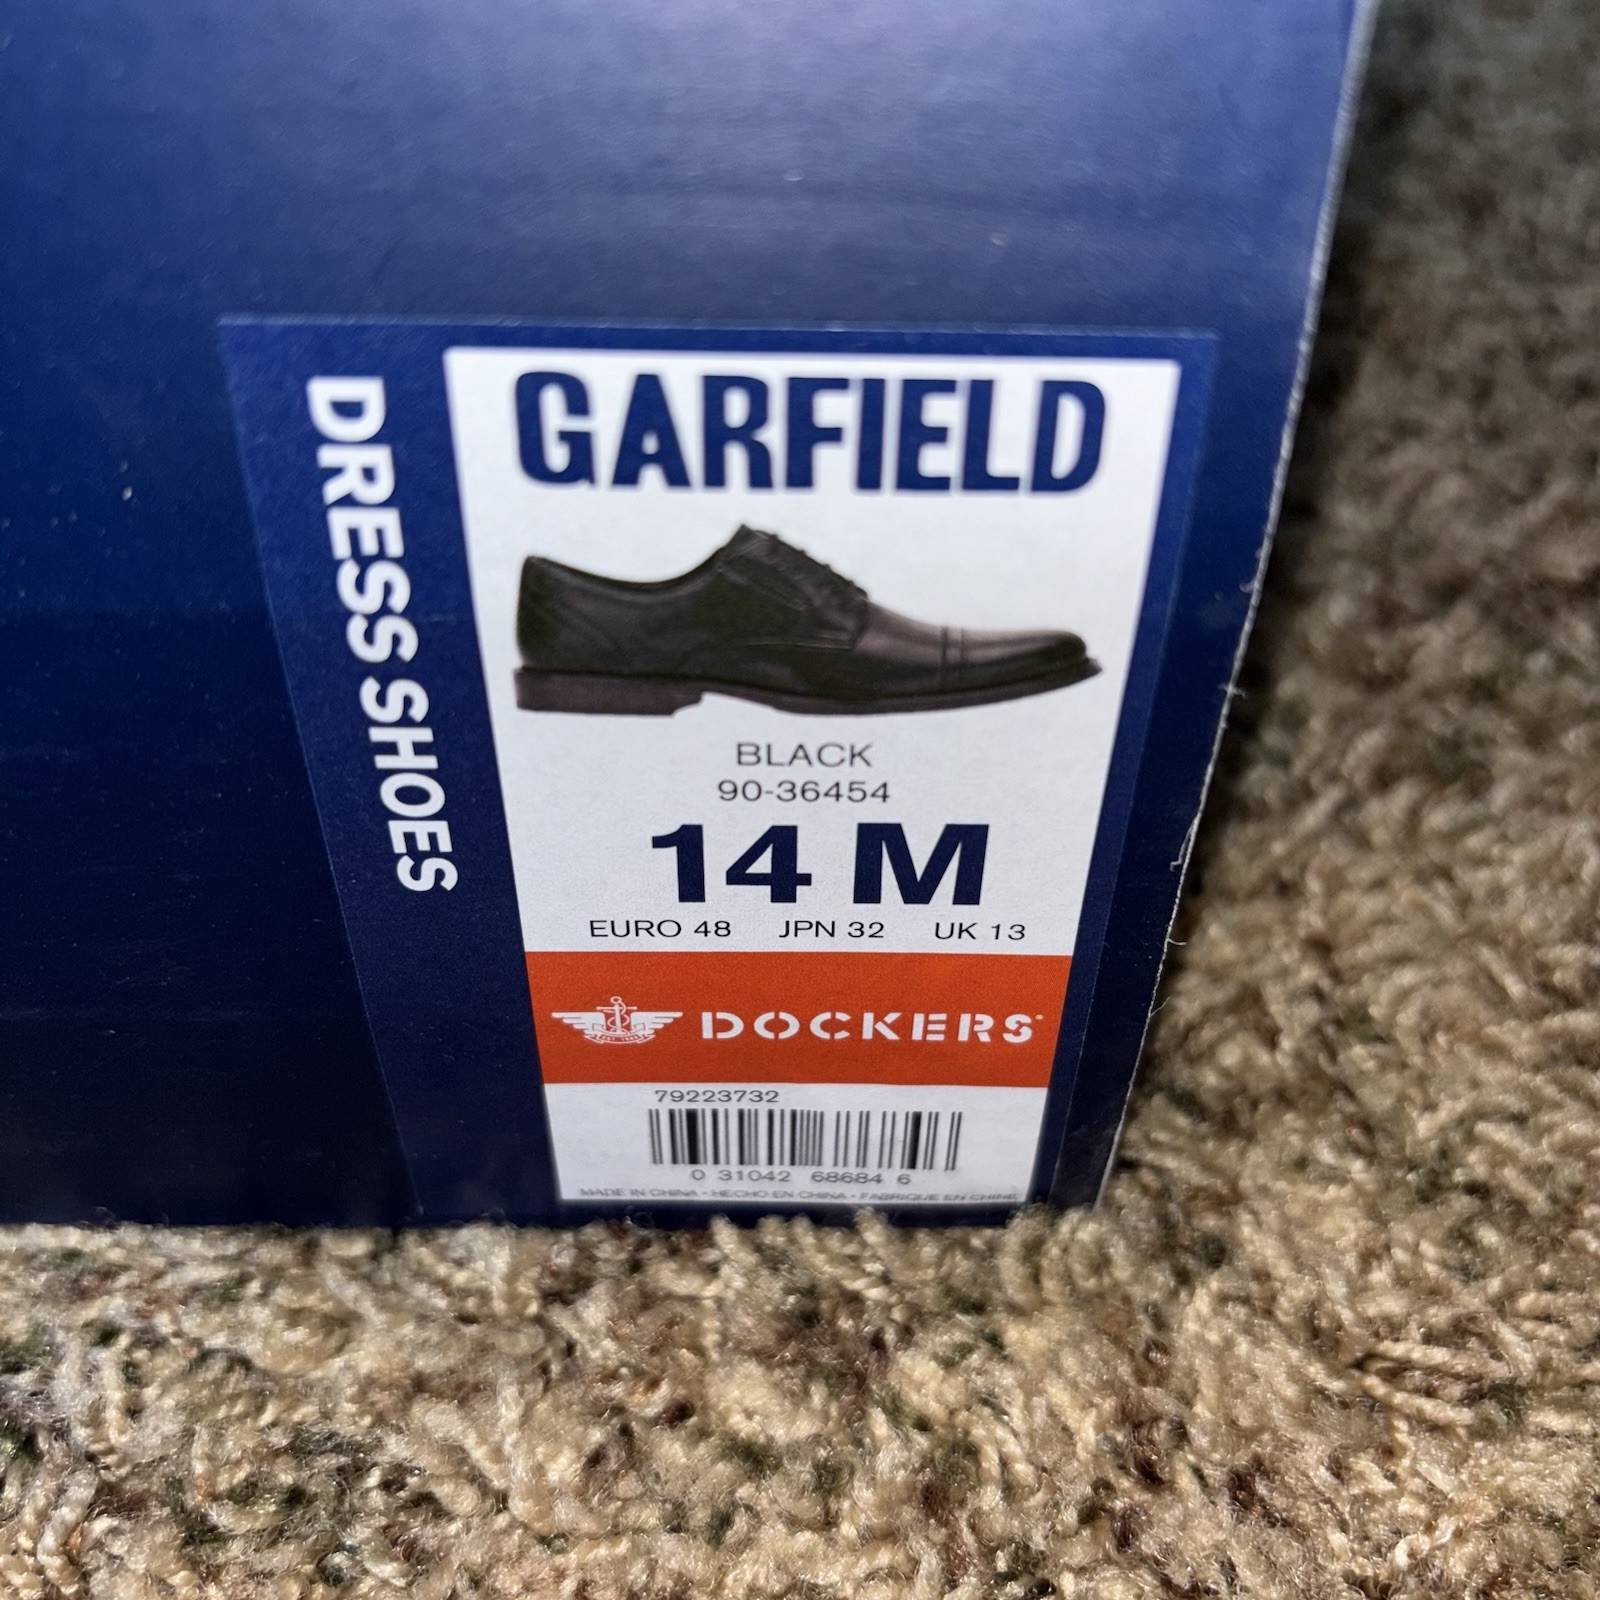 DRESS SHOES
GARFIELD
BLACK
90-36454
14 M
EURO 48 JPN 32 UK 13
DOCKERS
79223732
0 31042 68684 6
MADE IN CHINA • HECHO EN CHINA • FABRIQUE EN CHINE